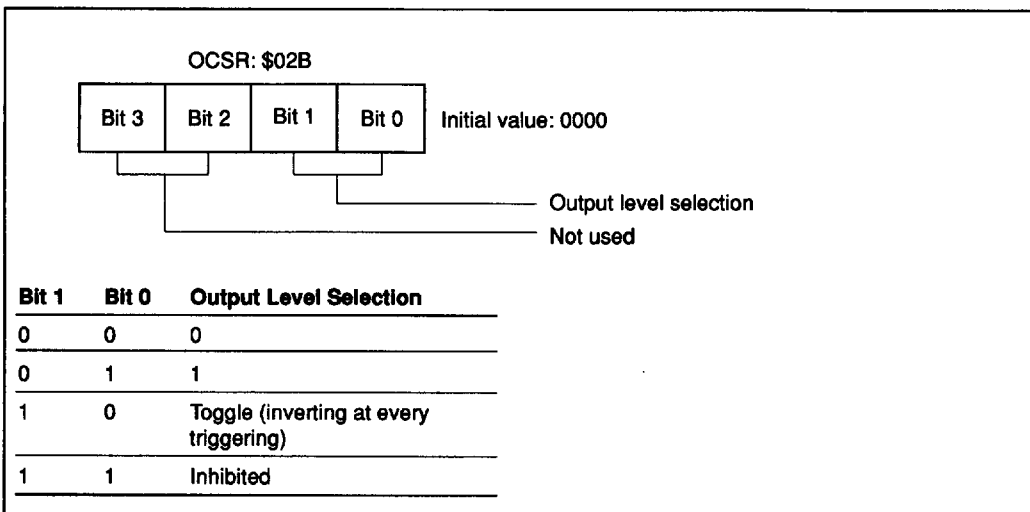 OCSR: $02B
Bit 3 Bit 2 Bit 1 Bit 0 Initial value: 0000
Output level selection
Not used
Bit 1 Bit 0 Output Level Selection
0 0 0
0 1 1
1 0 Toggle (inverting at every
triggering)
1 1 Inhibited